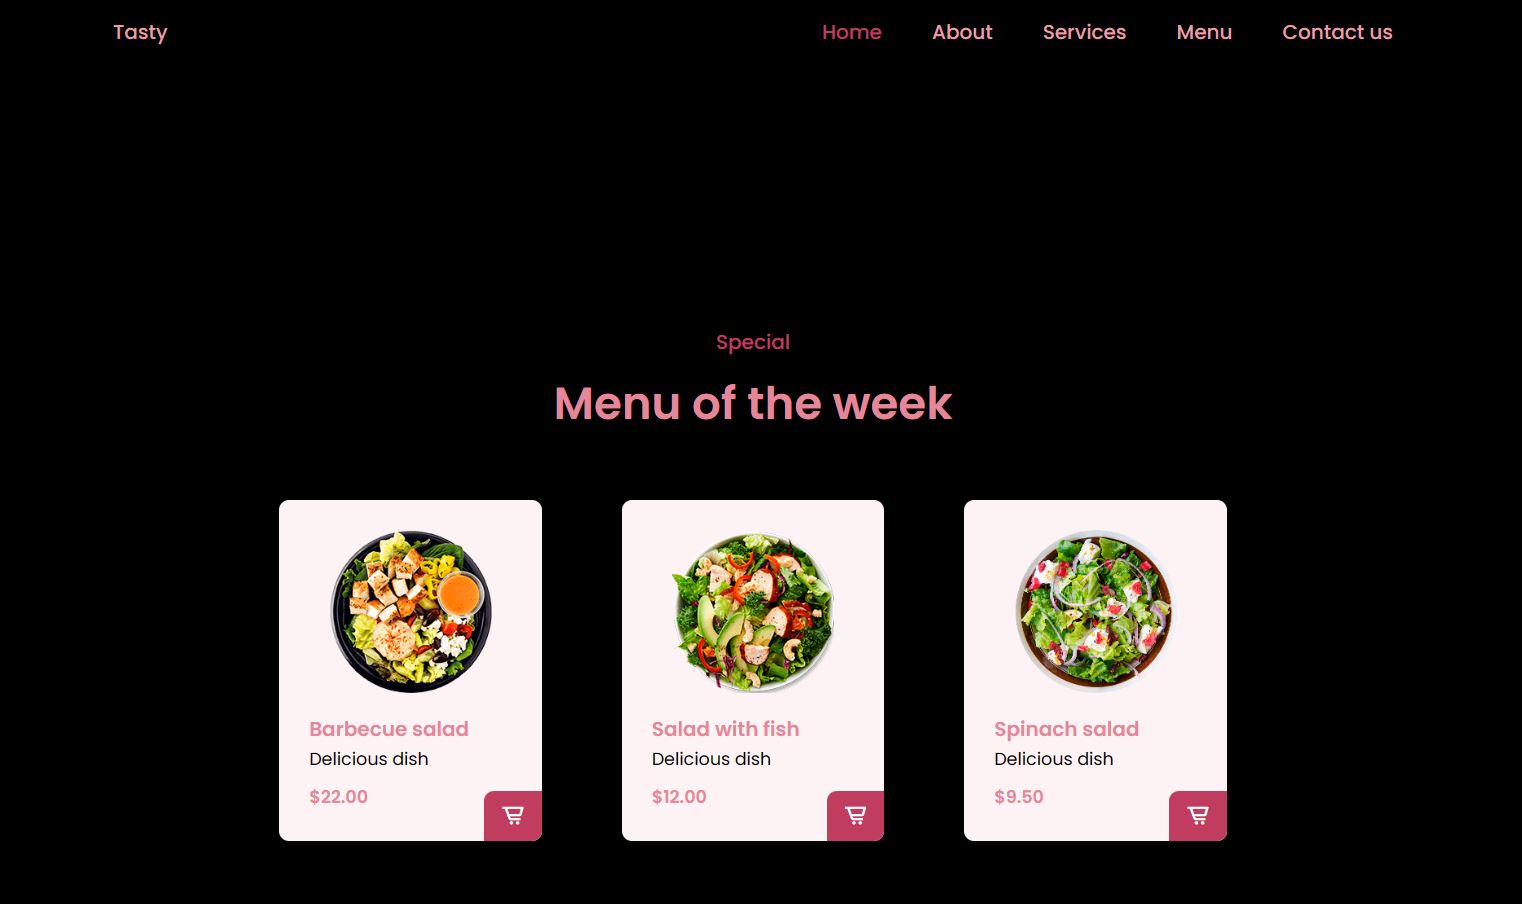 Tasty
Home About Services Menu Contact us
Special
Menu of the week
Barbecue salad
Delicious dish
$22.00
Salad with fish
Delicious dish
$12.00
Spinach salad
Delicious dish
$9.50